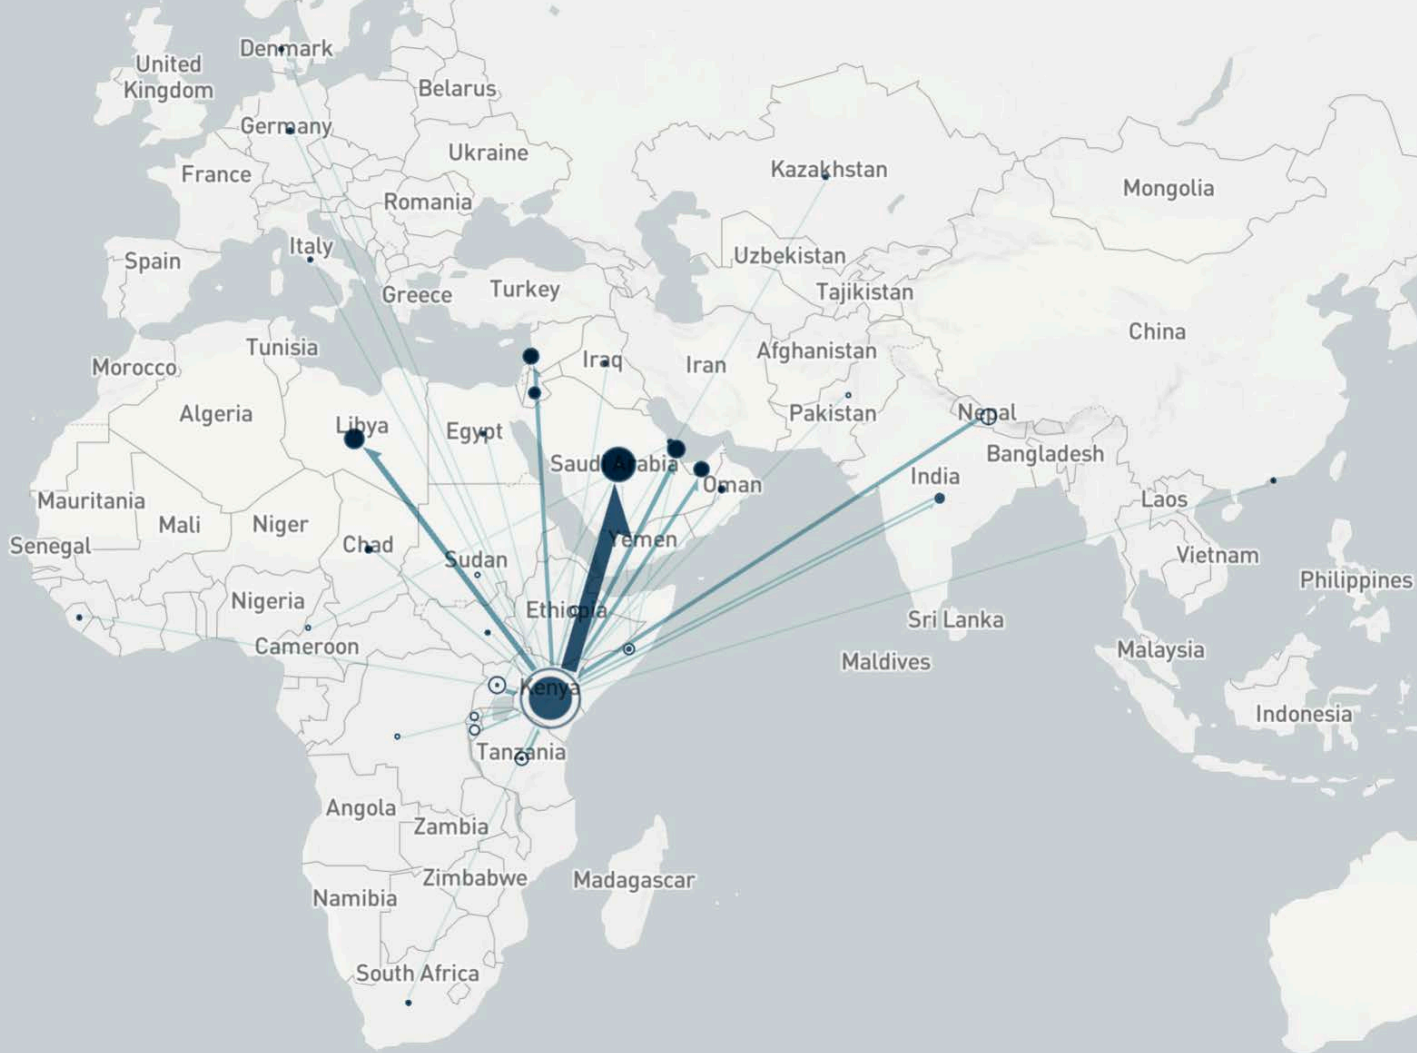 Denmark
United
Kingdom
Belarus
Germany
Ukraine
France
Kazakhstan
Mongolia
Romania
Italy
Spain
Uzbekistan
Greece
Turkey
Tajikistan
China
Tunisia
Morocco
Iraq
Iran
Afghanistan
Algeria
Libya
Egypt
Pakistan
Nepal
Bangladesh
Saudi Arabia
Oman
India
Mauritania
Mali
Niger
Laos
Senegal
Chad
Sudan
Yemen
Vietnam
Philippines
Nigeria
Ethiopia
Sri Lanka
Cameroon
Maldives
Malaysia
Kenya
Indonesia
Tanzania
Angola
Zambia
Zimbabwe
Madagascar
Namibia
South Africa